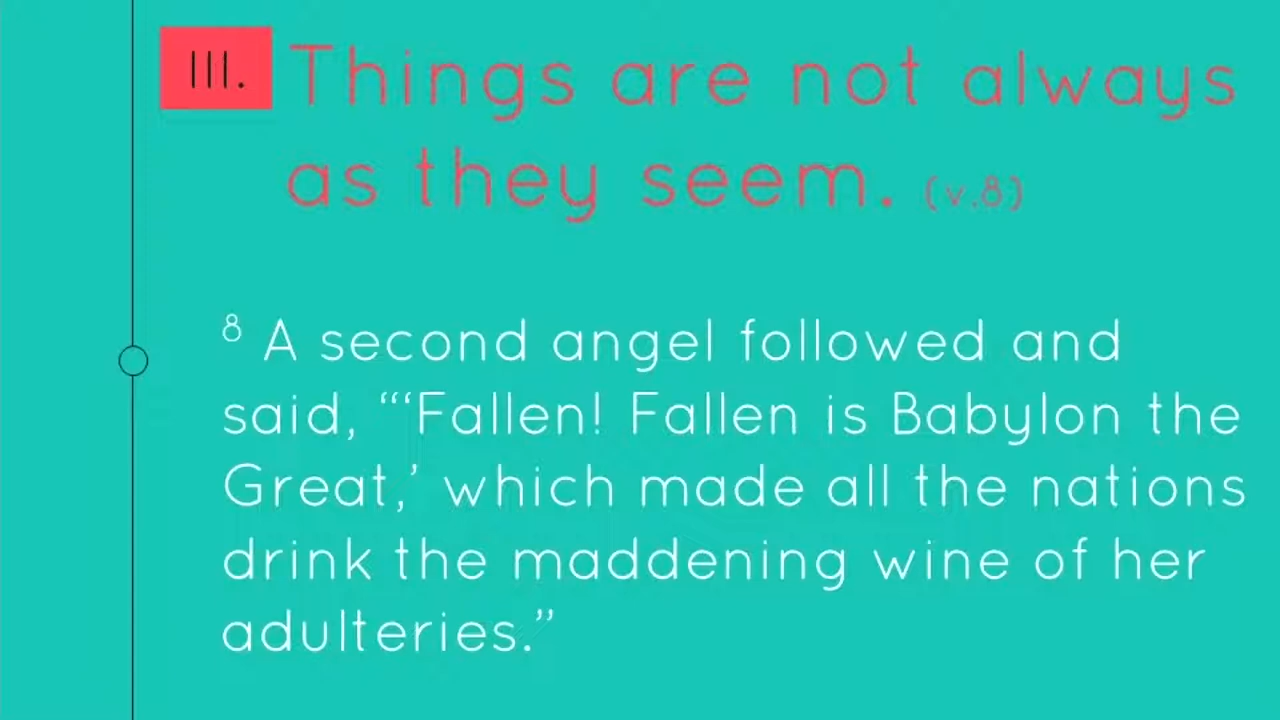 III. Things are not always
as they seem. (v.8)
8 A second angel followed and
said, “‘Fallen! Fallen is Babylon the
Great,’ which made all the nations
drink the maddening wine of her
adulteries.”